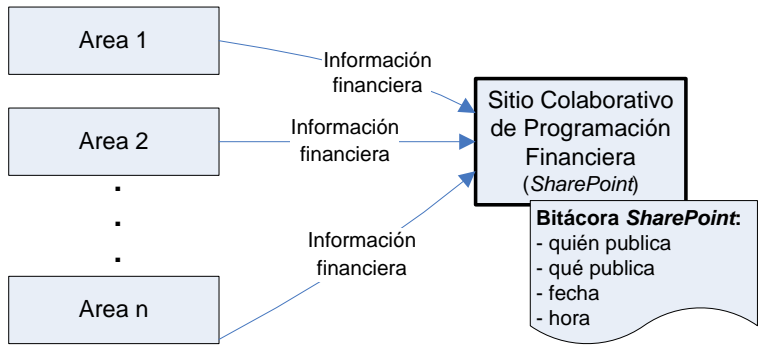 Area 1
Información
financiera
Area 2
Información
financiera
.
.
.
Area n
Información
financiera
Sitio Colaborativo
de Programación
Financiera
(SharePoint)
Bitácora SharePoint:
- quién publica
- qué publica
- fecha
- hora